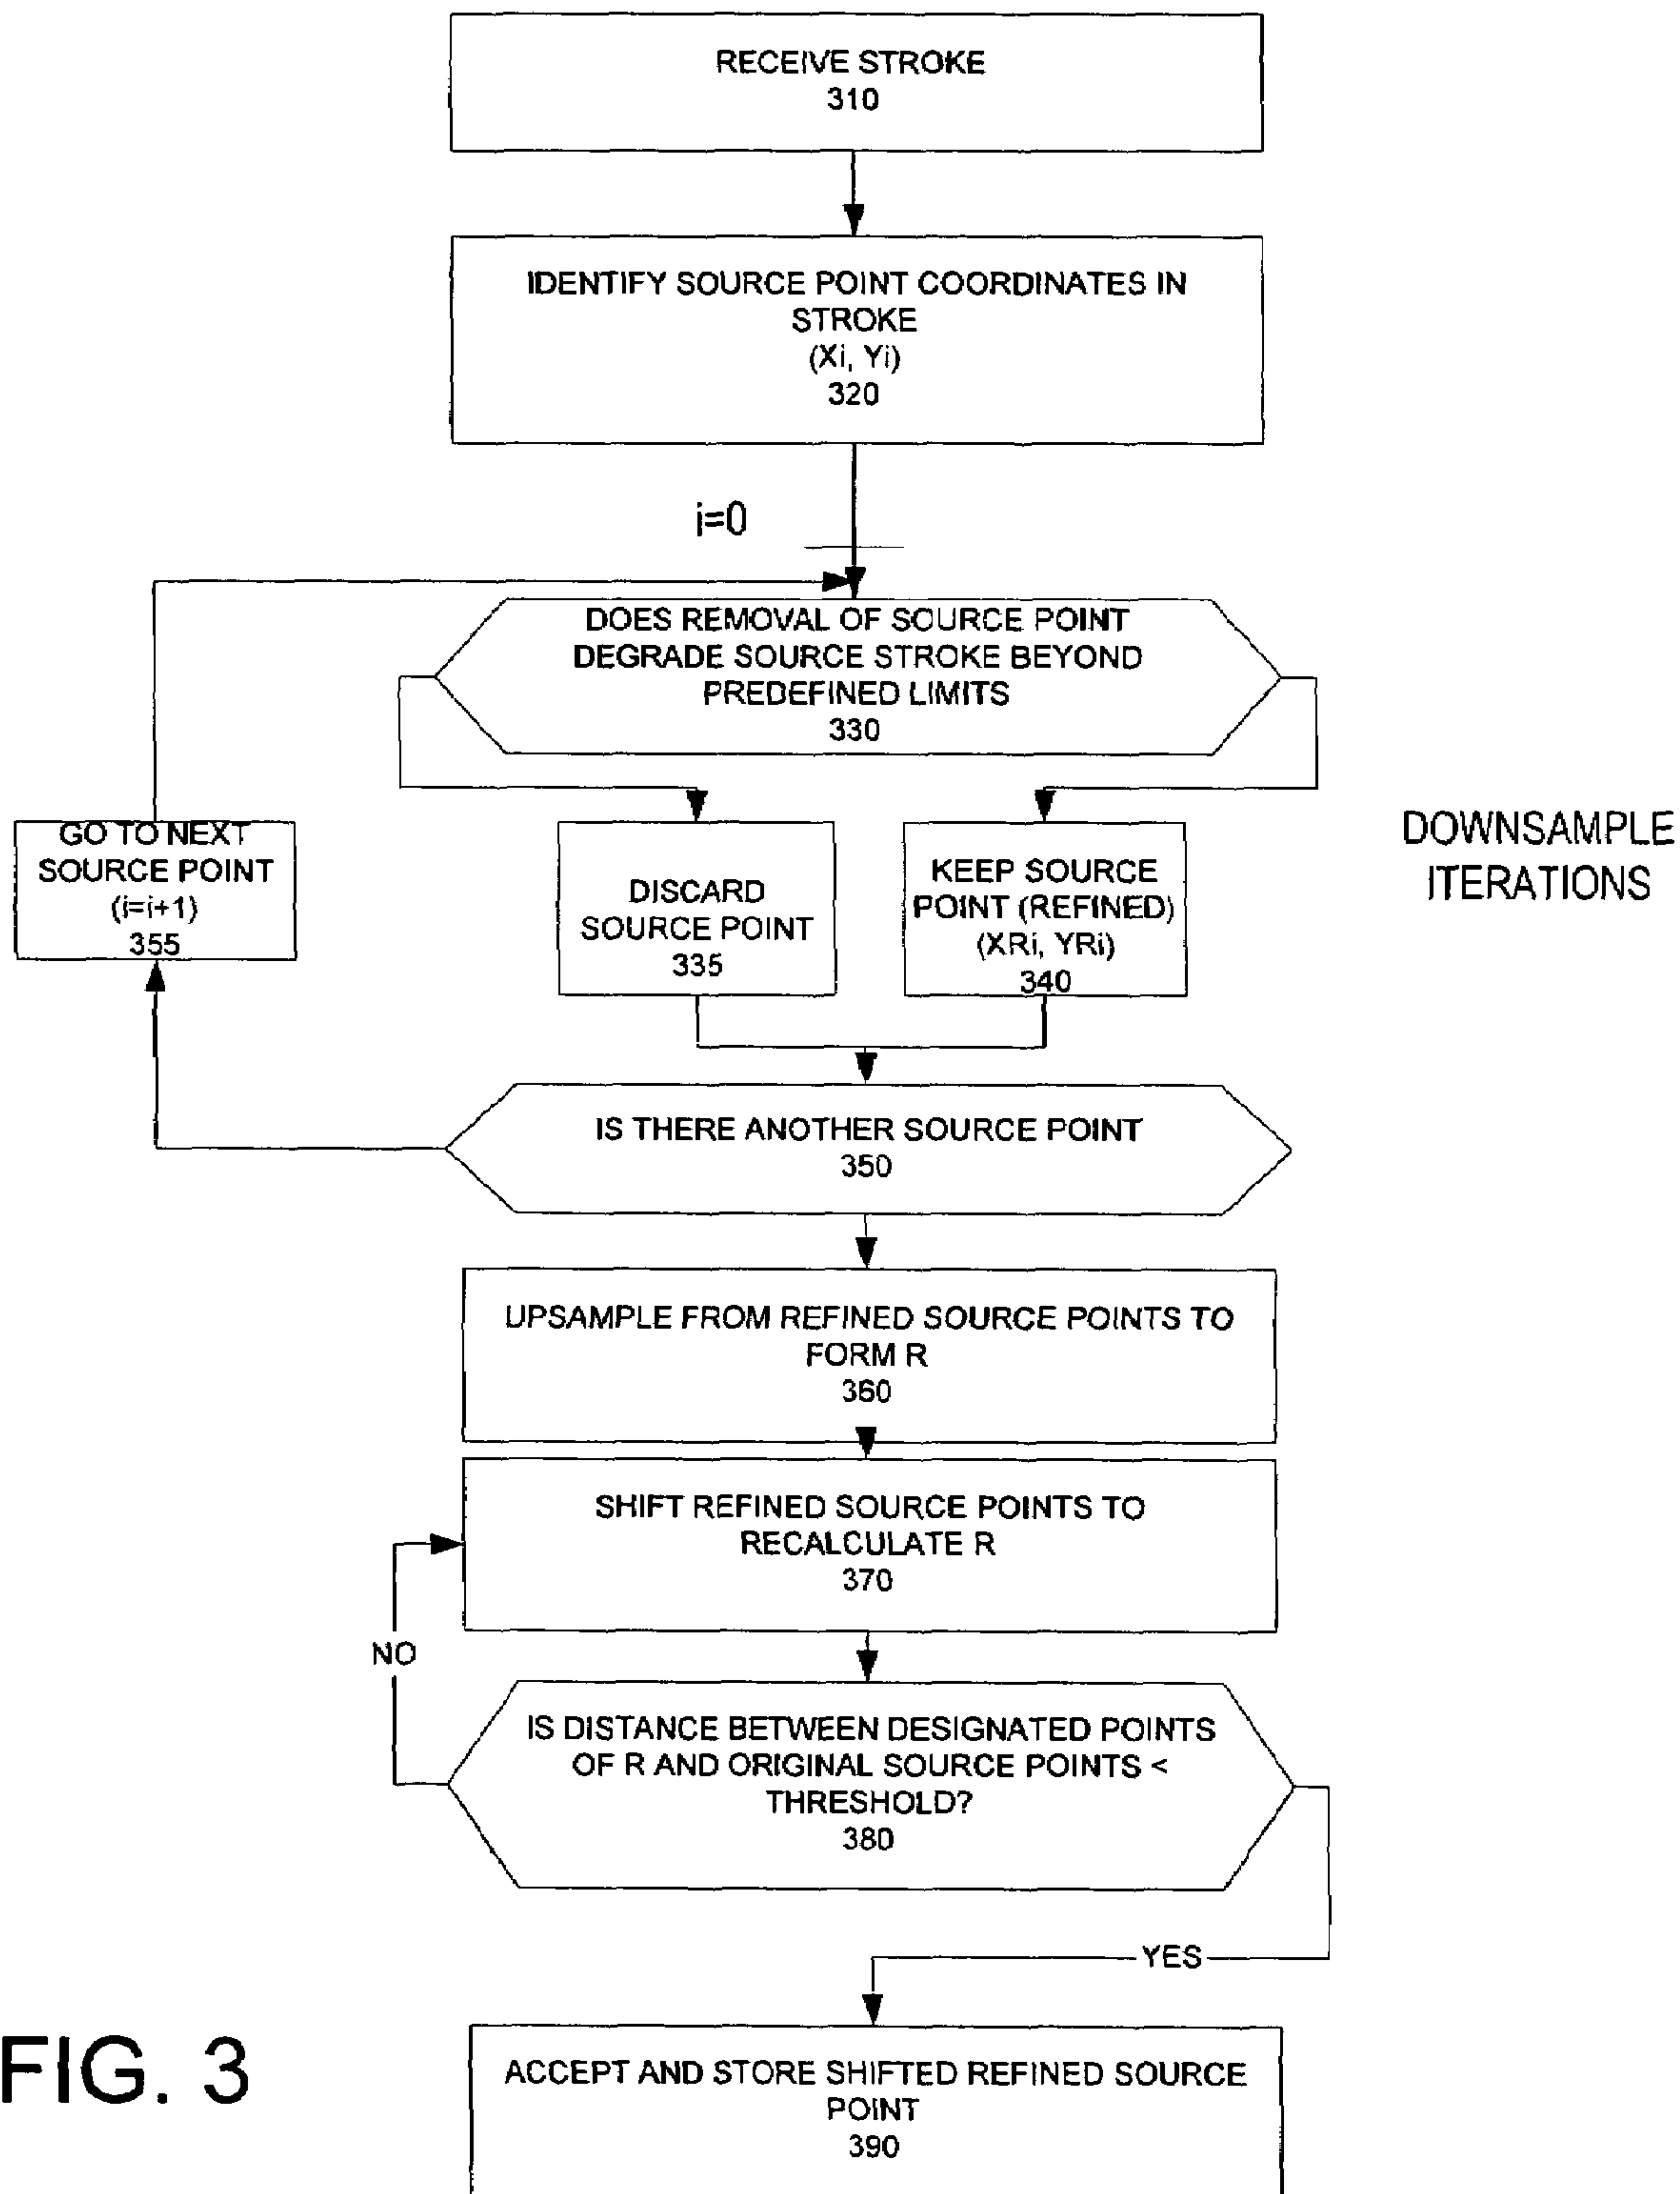 RECEIVE STROKE
310
IDENTIFY SOURCE POINT COORDINATES IN
STROKE
(Xi, Yi)
320
i=0
DOES REMOVAL OF SOURCE POINT
DEGRADE SOURCE STROKE BEYOND
PREDEFINED LIMITS
330
GO TO NEXT
SOURCE POINT
(i=i+1)
355
DISCARD
SOURCE POINT
335
KEEP SOURCE
POINT (REFINED)
(XRi, YRi)
340
DOWNSAMPLE
ITERATIONS
IS THERE ANOTHER SOURCE POINT
350
UPSAMPLE FROM REFINED SOURCE POINTS TO
FORM R
360
SHIFT REFINED SOURCE POINTS TO
RECALCULATE R
370
NO
IS DISTANCE BETWEEN DESIGNATED POINTS
OF R AND ORIGINAL SOURCE POINTS <
THRESHOLD?
380
YES
ACCEPT AND STORE SHIFTED REFINED SOURCE
POINT
390
FIG. 3